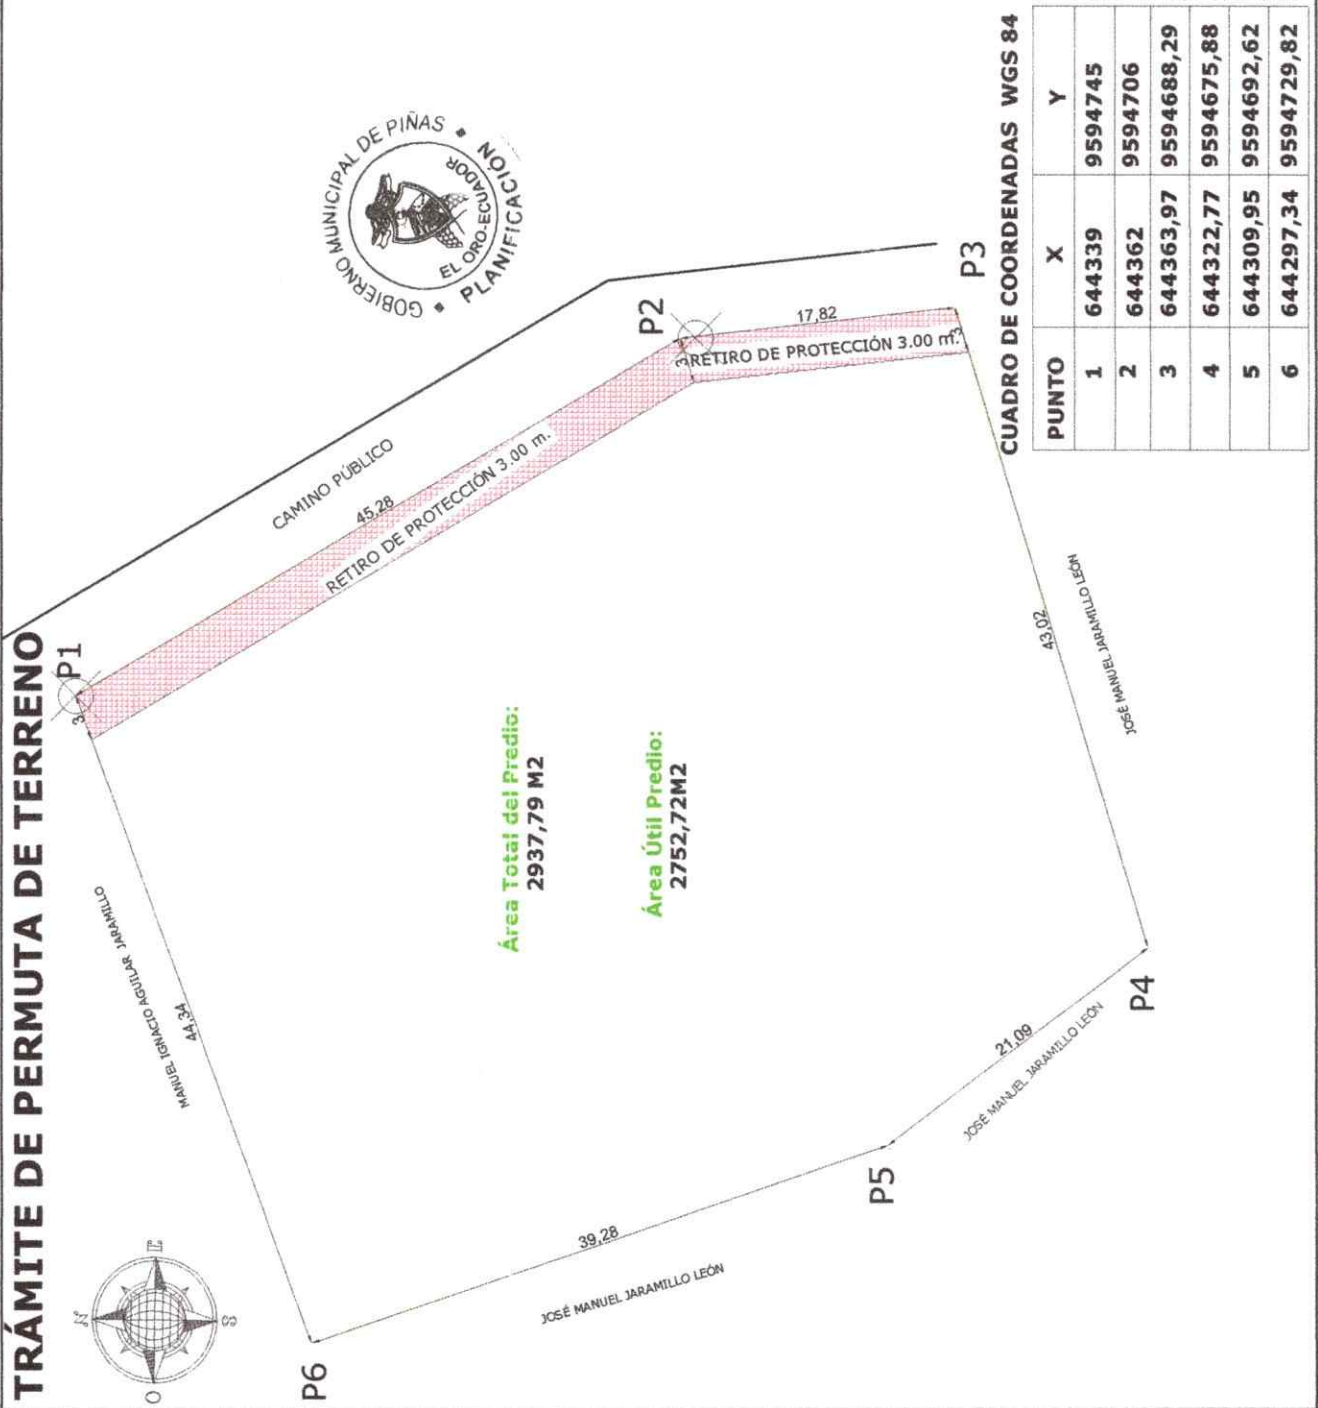 TRÁMITE DE PERMUTA DE TERRENO
N
E
S
O
P1
3
CAMINO PÚBLICO
45,28
RETIRO DE PROTECCIÓN 3.00 m.
GOBIERNO MUNICIPAL DE PIÑAS
EL ORO-ECUADOR
PLANIFICACIÓN
P2
3
17,82
RETIRO DE PROTECCIÓN 3.00 m.
3
P3
MANUEL IGNACIO AGUILAR JARAMILLO
44,34
Área Total del Predio:
2937,79 M2
Área Útil Predio:
2752,72M2
43,02
JOSÉ MANUEL JARAMILLO LEÓN
P4
21,09
JOSÉ MANUEL JARAMILLO LEÓN
P5
39,28
JOSÉ MANUEL JARAMILLO LEÓN
P6
CUADRO DE COORDENADAS WGS 84
PUNTO X Y
1 644339 9594745
2 644362 9594706
3 644363,97 9594688,29
4 644322,77 9594675,88
5 644309,95 9594692,62
6 644297,34 9594729,82